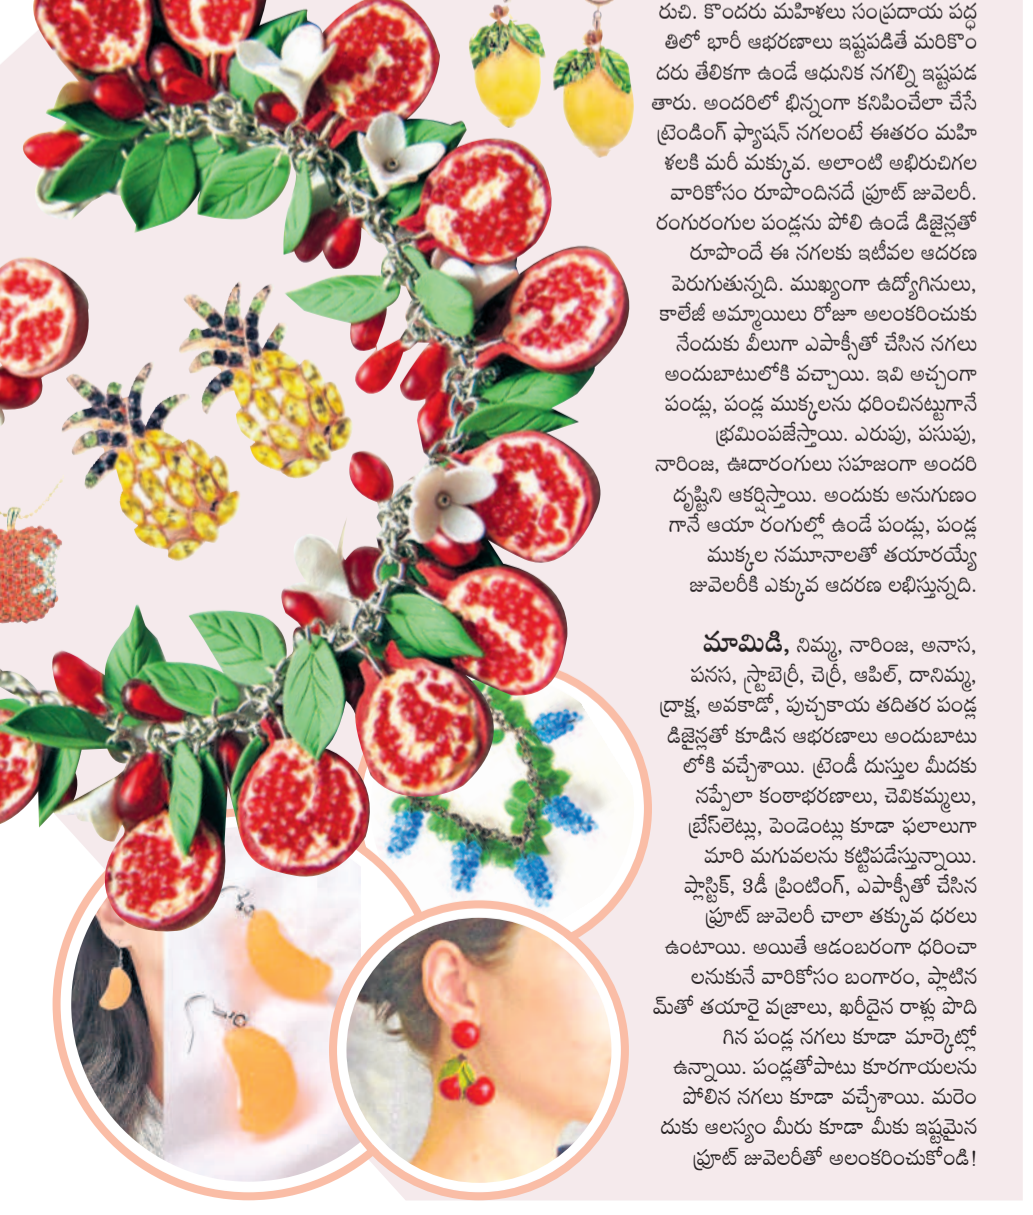 రుచి. కొందరు మహిళలు సంప్రదాయ పద్ధ
తిలో భారీ ఆభరణాలు ఇష్టపడితే మరికొం
దరు తేలికగా ఉండే ఆధునిక నగల్ని ఇష్టపడ
తారు. అందరిలో భిన్నంగా కనిపించేలా చేసే
ట్రెండింగ్ ఫ్యాషన్ నగలంటే ఈతరం మహి
ళలకి మరీ మక్కువ. అలాంటి అభిరుచిగల
వారికోసం రూపొందినదే ఫ్రూట్ జువెలరీ.
రంగురంగుల పండ్లను పోలి ఉండే డిజైన్లతో
రూపొందే ఈ నగలకు ఇటీవల ఆదరణ
పెరుగుతున్నది. ముఖ్యంగా ఉద్యోగినులు,
కాలేజీ అమ్మాయిలు రోజూ అలంకరించుకు
నేందుకు వీలుగా ఎపాక్సీతో చేసిన నగలు
అందుబాటులోకి వచ్చాయి. ఇవి అచ్చంగా
పండ్లు, పండ్ల ముక్కలను ధరించినట్టుగానే
భ్రమింపజేస్తాయి. ఎరుపు, పసుపు,
నారింజ, ఊదారంగులు సహజంగా అందరి
దృష్టిని ఆకర్షిస్తాయి. అందుకు అనుగుణం
గానే ఆయా రంగుల్లో ఉండే పండ్లు, పండ్ల
ముక్కల నమూనాలతో తయారయ్యే
జువెలరీకి ఎక్కువ ఆదరణ లభిస్తున్నది.
మామిడి, నిమ్మ, నారింజ, అనాస,
పనస, స్ట్రాబెర్రీ, చెర్రీ, ఆపిల్, దానిమ్మ,
ద్రాక్ష, అవకాడో, పుచ్చకాయ తదితర పండ్ల
డిజైన్లతో కూడిన ఆభరణాలు అందుబాటు
లోకి వచ్చేశాయి. ట్రెండీ దుస్తుల మీదకు
నప్పేలా కంఠాభరణాలు, చెవికమ్మలు,
బ్రేస్‌లెట్లు, పెండెంట్లు కూడా ఫలాలుగా
మారి మగువలను కట్టిపడేస్తున్నాయి.
ప్లాస్టిక్, 3డీ ప్రింటింగ్, ఎపాక్సీతో చేసిన
ఫ్రూట్ జువెలరీ చాలా తక్కువ ధరలు
ఉంటాయి. అయితే ఆడంబరంగా ధరించా
లనుకునే వారికోసం బంగారం, ప్లాటిన
మ్‌తో తయారై వజ్రాలు, ఖరీదైన రాళ్లు పొది
గిన పండ్ల నగలు కూడా మార్కెట్లో
ఉన్నాయి. పండ్లతోపాటు కూరగాయలను
పోలిన నగలు కూడా వచ్చేశాయి. మరెం
దుకు ఆలస్యం మీరు కూడా మీకు ఇష్టమైన
ఫ్రూట్ జువెలరీతో అలంకరించుకోండి!